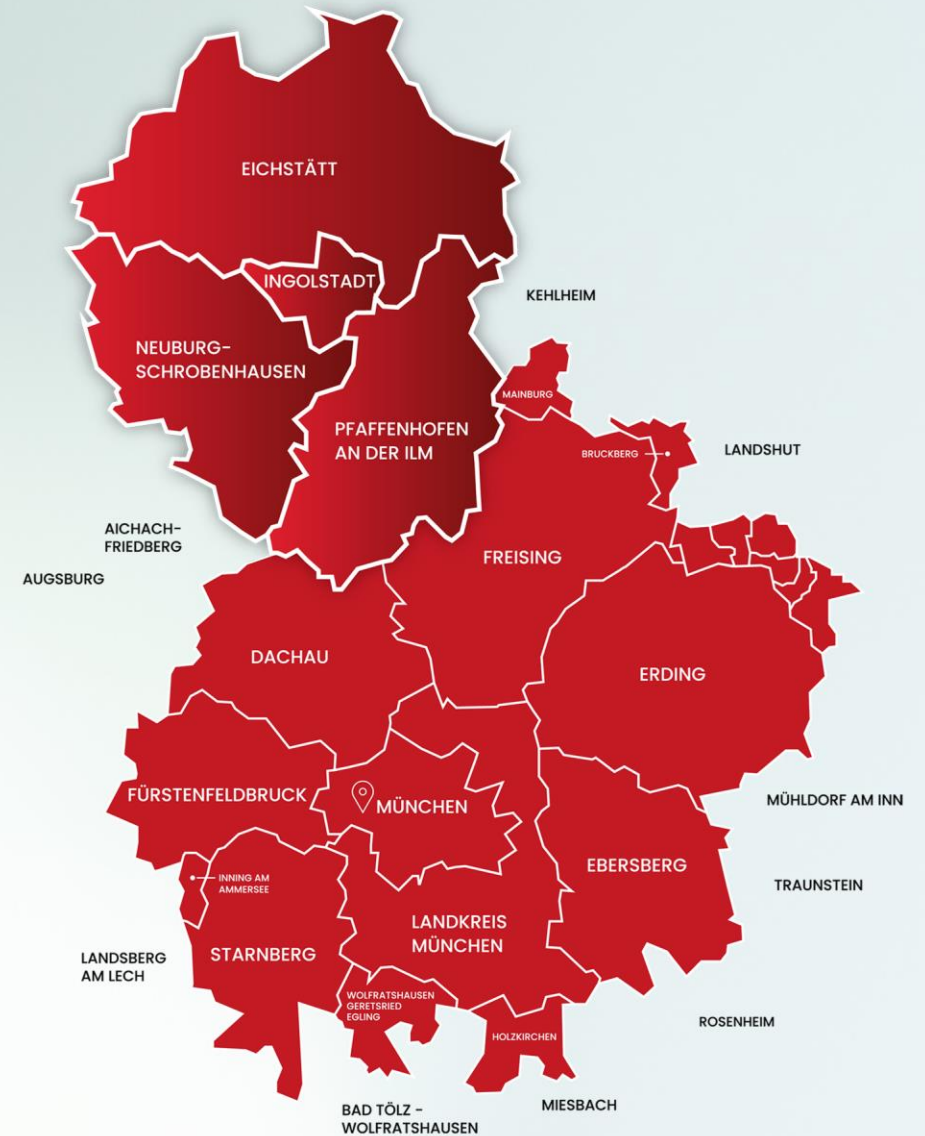 EICHSTÄTT
INGOLSTADT
KEHLHEIM
NEUBURG-
SCHROBENHAUSEN
MAINBURG
PFAFFENHOFEN
AN DER ILM
BRUCKBERG
LANDSHUT
AICHACH-
FRIEDBERG
FREISING
AUGSBURG
DACHAU
ERDING
FÜRSTENFELDBRUCK
MÜNCHEN
MÜHLDORF AM INN
EBERSBERG
INNING AM
AMMERSEE
TRAUNSTEIN
LANDKREIS
MÜNCHEN
STARNBERG
LANDSBERG
AM LECH
WOLFRATSHAUSEN
GERETSRIED
EGLING
ROSENHEIM
HOLZKIRCHEN
MIESBACH
BAD TÖLZ -
WOLFRATSHAUSEN